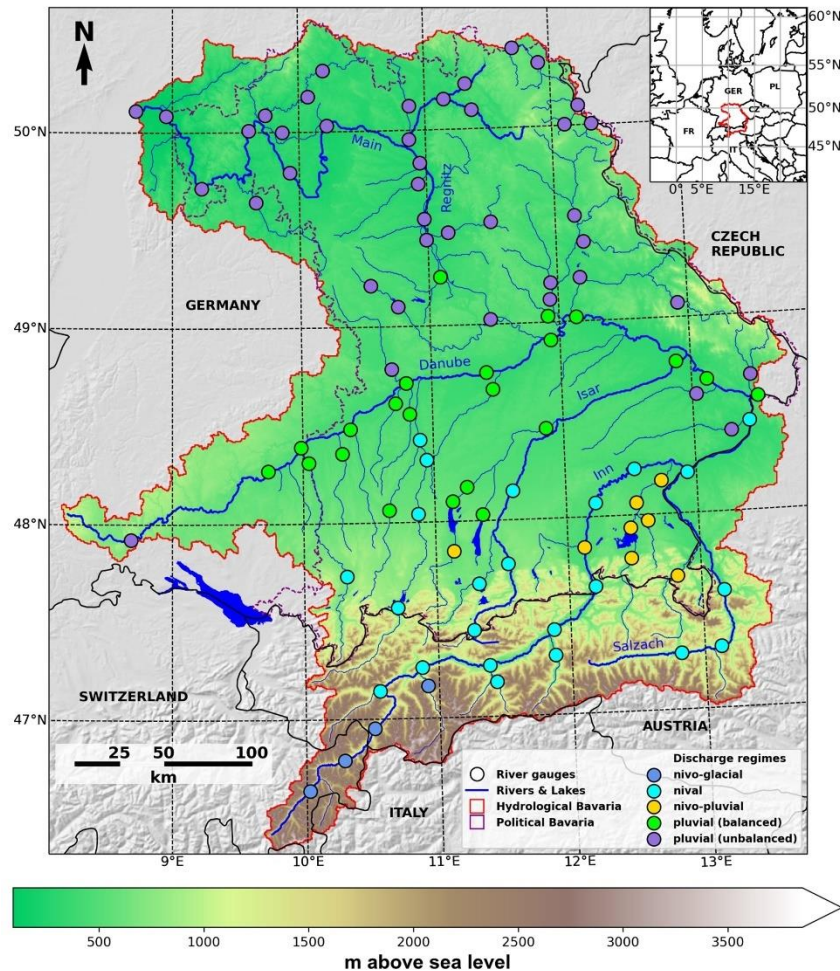 N
60°N
55°N
50°N
45°N
GER
PL
CZ
FR
IT
0°
5°E
15°E
50°N
49°N
48°N
47°N
Main
Regnitz
CZECH
REPUBLIC
GERMANY
Danube
Isar
Inn
Salzach
SWITZERLAND
AUSTRIA
ITALY
25 50 100
km
River gauges
Rivers & Lakes
Hydrological Bavaria
Political Bavaria
Discharge regimes
nivo-glacial
nival
nivo-pluvial
pluvial (balanced)
pluvial (unbalanced)
9°E 10°E 11°E 12°E 13°E
500 1000 1500 2000 2500 3000 3500
m above sea level